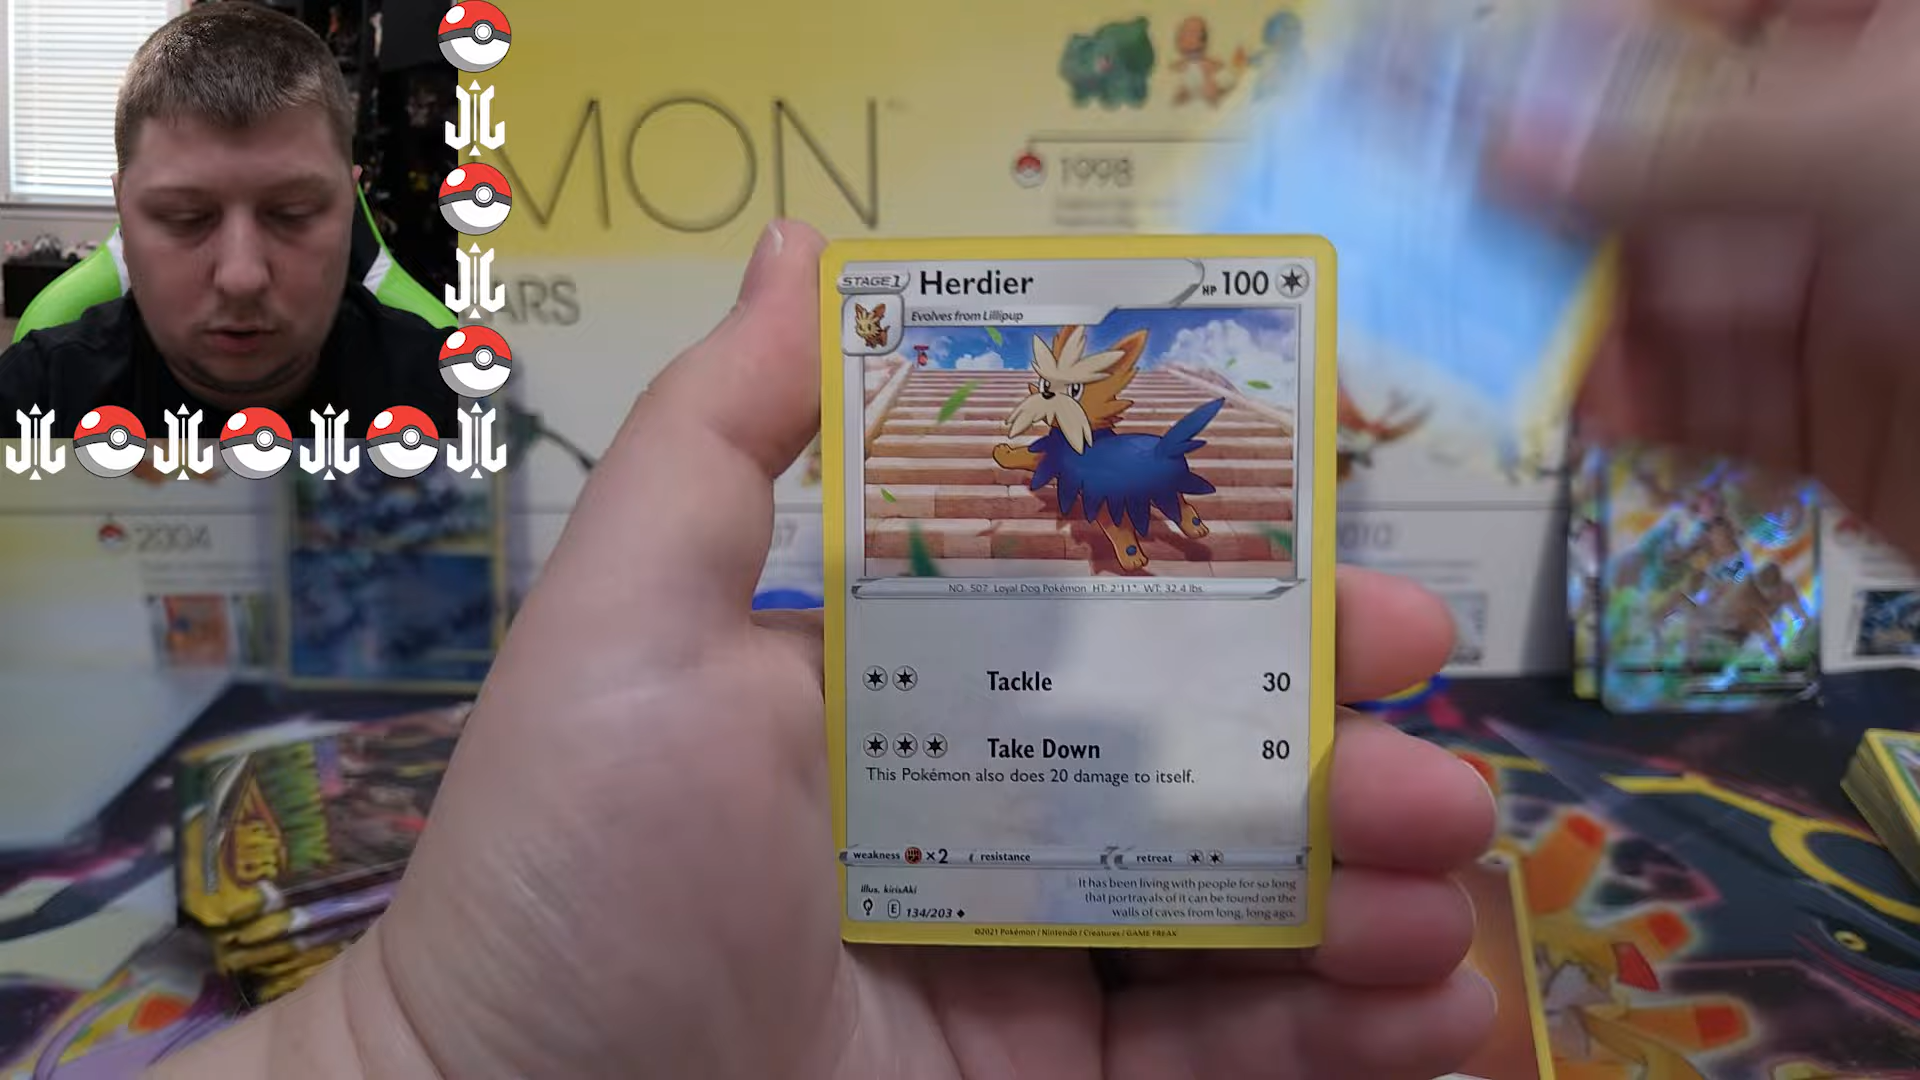 MON
1998
ARS
2004
2010
STAGE 1
Herdier
HP 100
Evolves from Lillipup
NO. 507 Loyal Dog Pokémon HT: 2'11" WT: 32.4 lbs.
Tackle 30
Take Down 80
This Pokémon also does 20 damage to itself.
weakness ×2 resistance retreat
Illus. kirisAki
It has been living with people for so long
that portrayals of it can be found on the
walls of caves from long, long ago.
E 134/203
©2021 Pokémon / Nintendo / Creatures / GAME FREAK